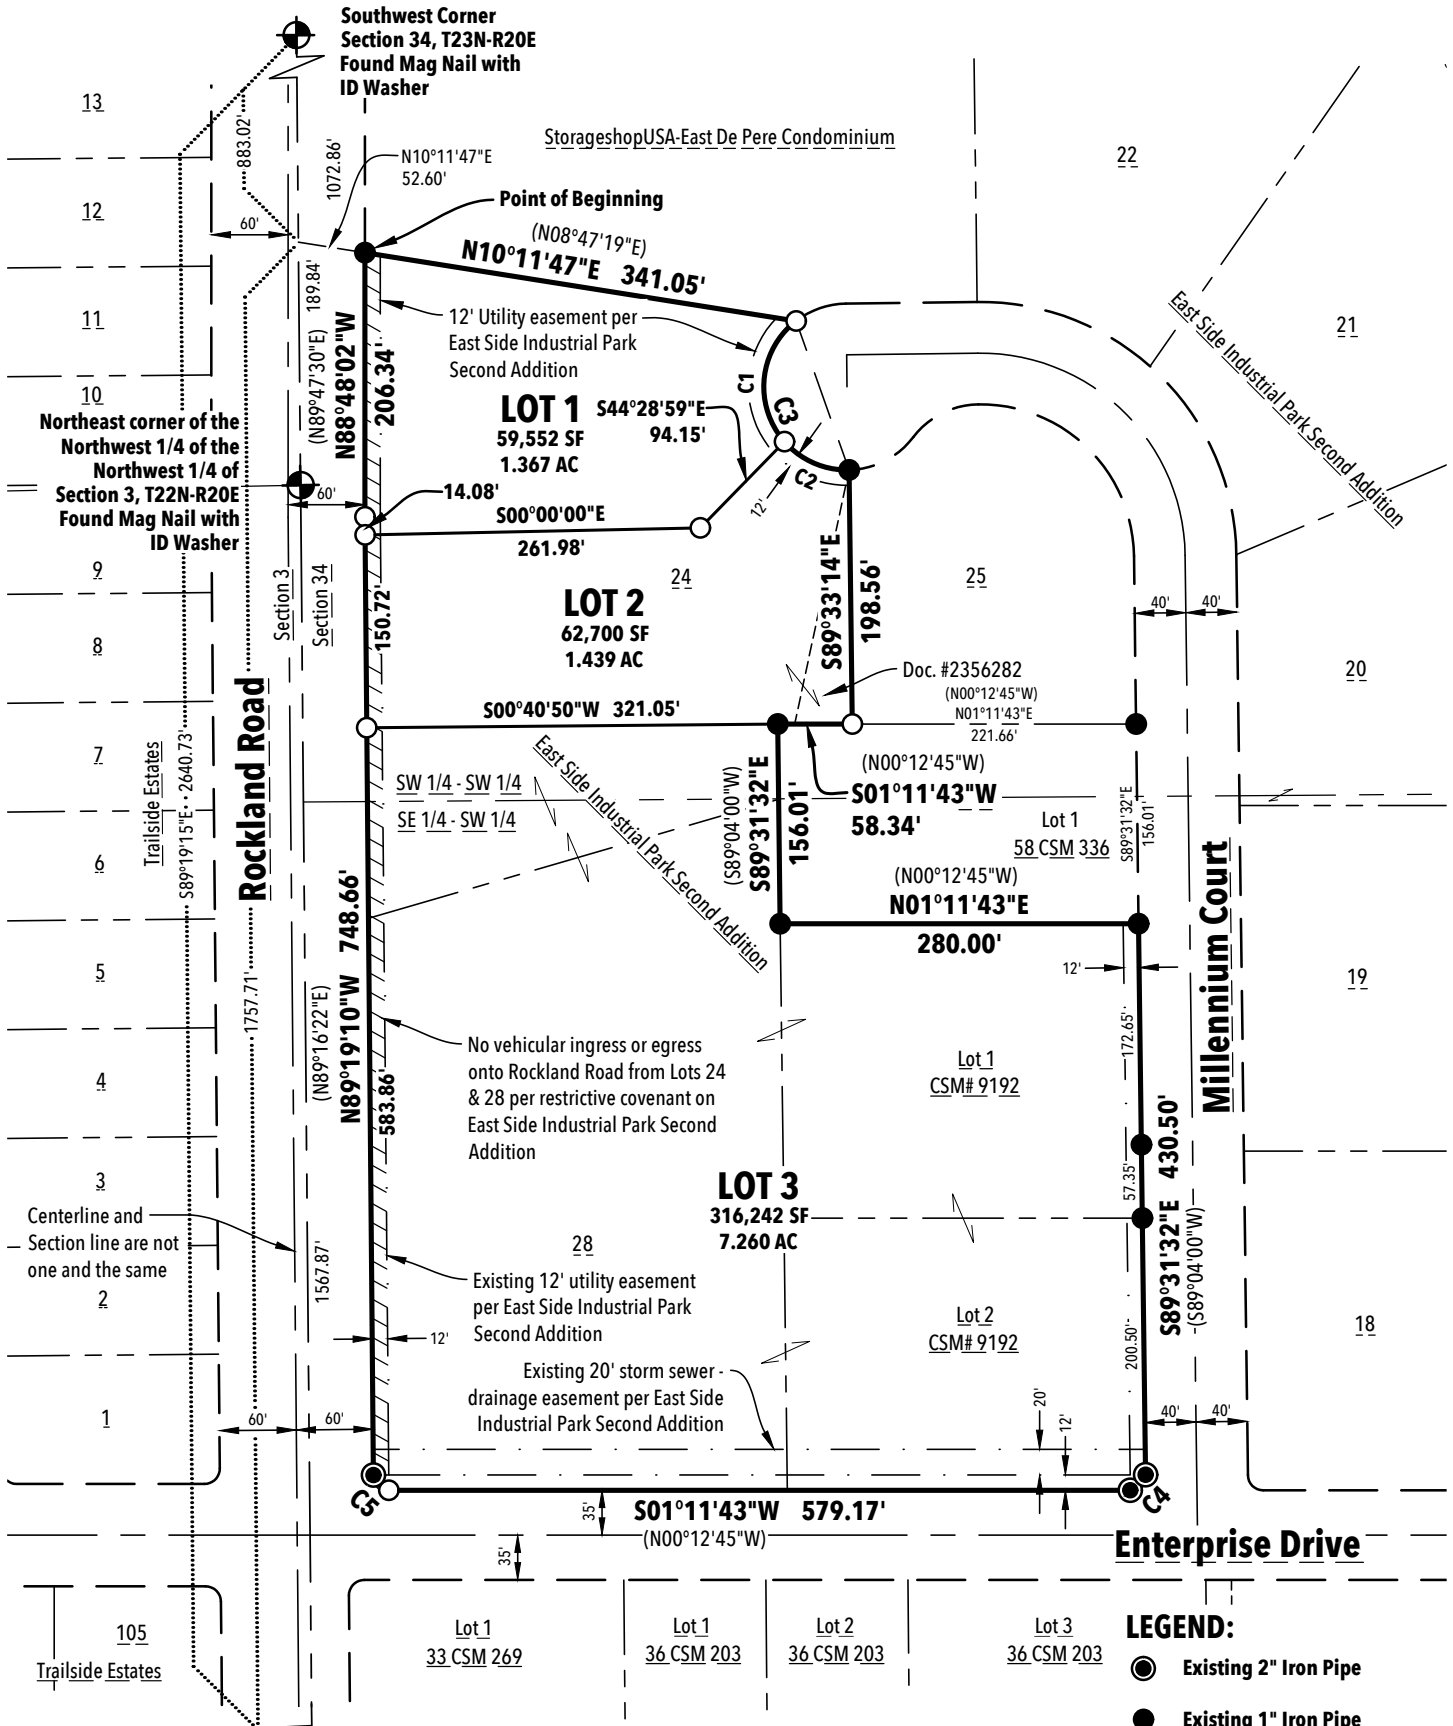 Southwest Corner
Section 34, T23N-R20E
Found Mag Nail with
ID Washer
13
12
11
10
883.02'
1072.86'
N10°11'47"E
52.60'
StorageshopUSA-East De Pere Condominium
22
21
Point of Beginning
60'
(N08°47'19"E)
N10°11'47"E 341.05'
East Side Industrial Park Second Addition
189.84'
(N89°47'30"E)
N88°48'02"W
206.34'
12' Utility easement per
East Side Industrial Park
Second Addition
C1
C3
C2
12'
LOT 1
59,552 SF
1.367 AC
S44°28'59"E
94.15'
Northeast corner of the
Northwest 1/4 of the
Northwest 1/4 of
Section 3, T22N-R20E
Found Mag Nail with
ID Washer
60'
14.08'
S00°00'00"E
261.98'
9
8
7
6
5
4
3
2
1
Section 3
Section 34
150.72'
24
25
LOT 2
62,700 SF
1.439 AC
S89°33'14"E
198.56'
40'
40'
20
Doc. #2356282
(N00°12'45"W)
N01°11'43"E
221.66'
S00°40'50"W 321.05'
Trailside Estates
S89°19'15"E
2640.73'
Rockland Road
East Side Industrial Park Second Addition
SW 1/4 - SW 1/4
SE 1/4 - SW 1/4
(S89°04'00"W)
S89°31'32"E
156.01'
(N00°12'45"W)
S01°11'43"W
58.34'
Lot 1
58 CSM 336
S89°31'32"E
156.01'
(N00°12'45"W)
N01°11'43"E
280.00'
Millennium Court
19
12'
1757.71'
(N89°16'22"E)
N89°19'10"W 748.66'
583.86'
No vehicular ingress or egress
onto Rockland Road from Lots 24
& 28 per restrictive covenant on
East Side Industrial Park Second
Addition
Lot 1
CSM# 9192
172.65'
57.35'
S89°31'32"E 430.50'
(S89°04'00"W)
LOT 3
316,242 SF
7.260 AC
Centerline and
Section line are not
one and the same
1567.87'
28
Existing 12' utility easement
per East Side Industrial Park
Second Addition
12'
Lot 2
CSM# 9192
200.50'
18
Existing 20' storm sewer -
drainage easement per East Side
Industrial Park Second Addition
20'
12'
60'
60'
40'
40'
C5
C4
35'
S01°11'43"W 579.17'
(N00°12'45"W)
35'
Enterprise Drive
105
Trailside Estates
Lot 1
33 CSM 269
Lot 1
36 CSM 203
Lot 2
36 CSM 203
Lot 3
36 CSM 203
LEGEND:
Existing 2" Iron Pipe
Existing 1" Iron Pipe